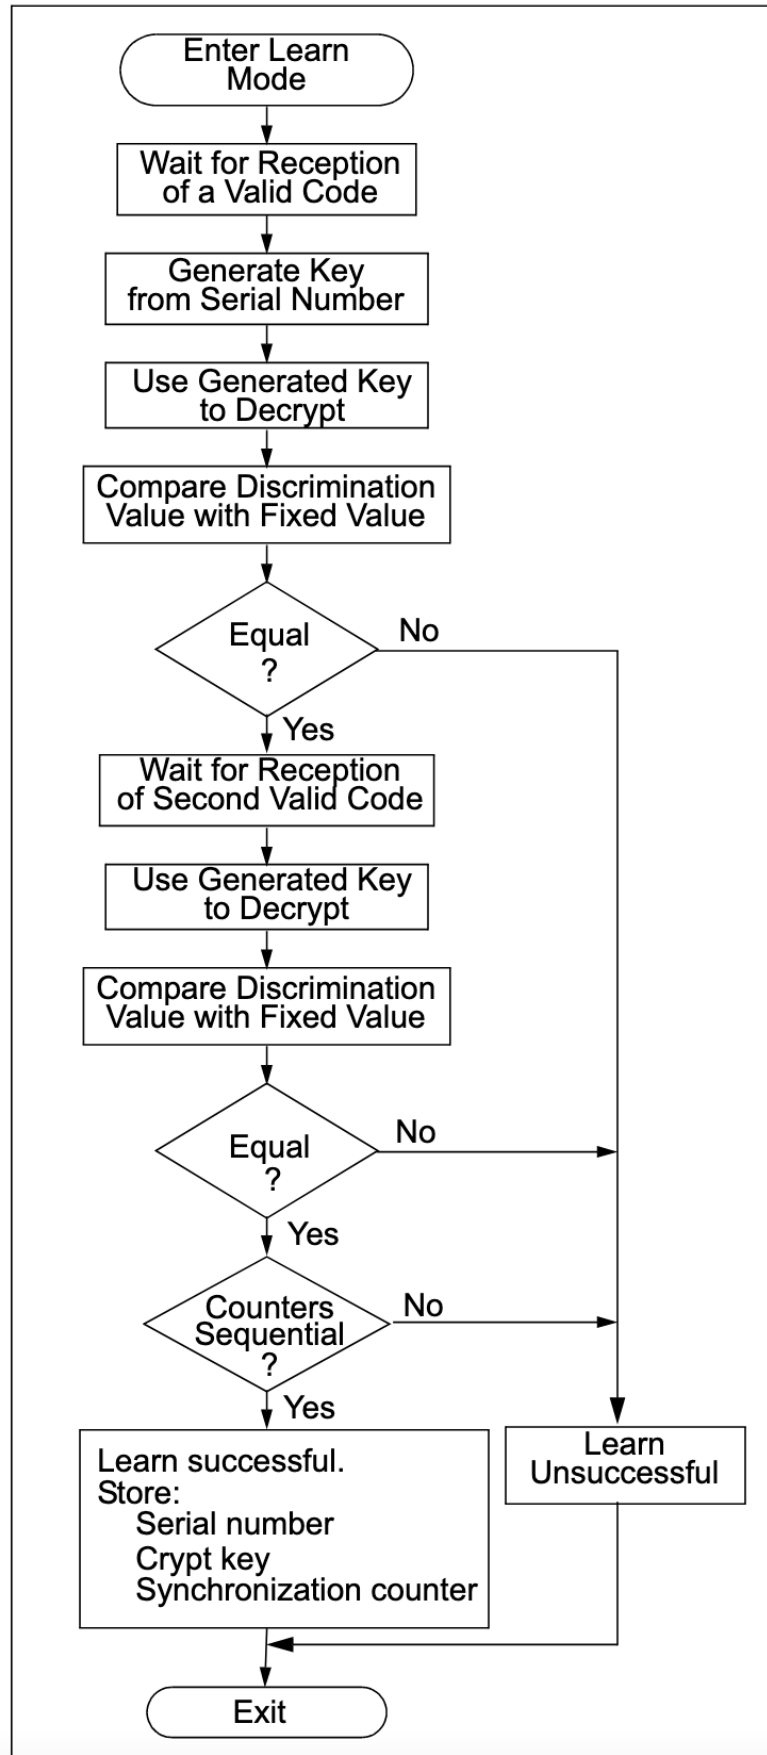 Enter Learn
Mode
Wait for Reception
of a Valid Code
Generate Key
from Serial Number
Use Generated Key
to Decrypt
Compare Discrimination
Value with Fixed Value
Equal
?
No
Yes
Wait for Reception
of Second Valid Code
Use Generated Key
to Decrypt
Compare Discrimination
Value with Fixed Value
Equal
?
No
Yes
Counters
Sequential
?
No
Yes
Learn successful.
Store:
Serial number
Crypt key
Synchronization counter
Learn
Unsuccessful
Exit